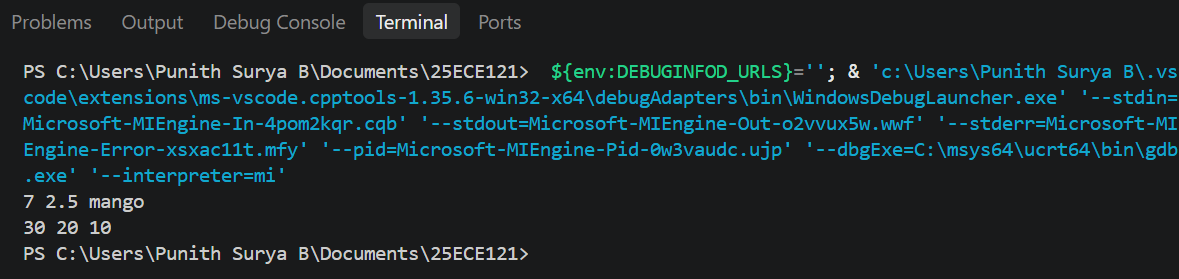 Problems Output Debug Console Terminal Ports
PS C:\Users\Punith Surya B\Documents\25ECE121>  ${env:DEBUGINFOD_URLS}=''; & 'c:\Users\Punith Surya B\.vs
code\extensions\ms-vscode.cpptools-1.35.6-win32-x64\debugAdapters\bin\WindowsDebugLauncher.exe' '--stdin=
Microsoft-MIEngine-In-4pom2kqr.cqb' '--stdout=Microsoft-MIEngine-Out-o2vvux5w.wwf' '--stderr=Microsoft-MI
Engine-Error-xsxac11t.mfy' '--pid=Microsoft-MIEngine-Pid-0w3vaudc.ujp' '--dbgExe=C:\msys64\ucrt64\bin\gdb
.exe' '--interpreter=mi'
7 2.5 mango
30 20 10
PS C:\Users\Punith Surya B\Documents\25ECE121>